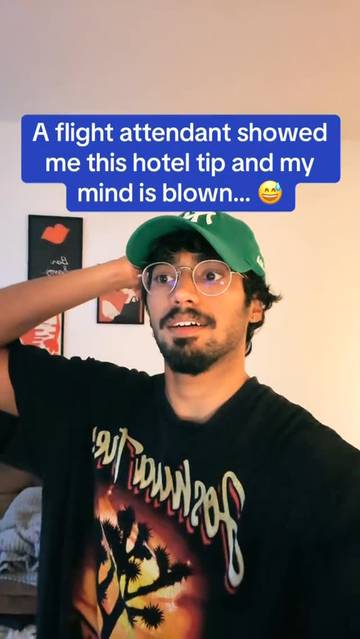 A flight attendant showed
me this hotel tip and my
mind is blown... 😅
Joshua Tree